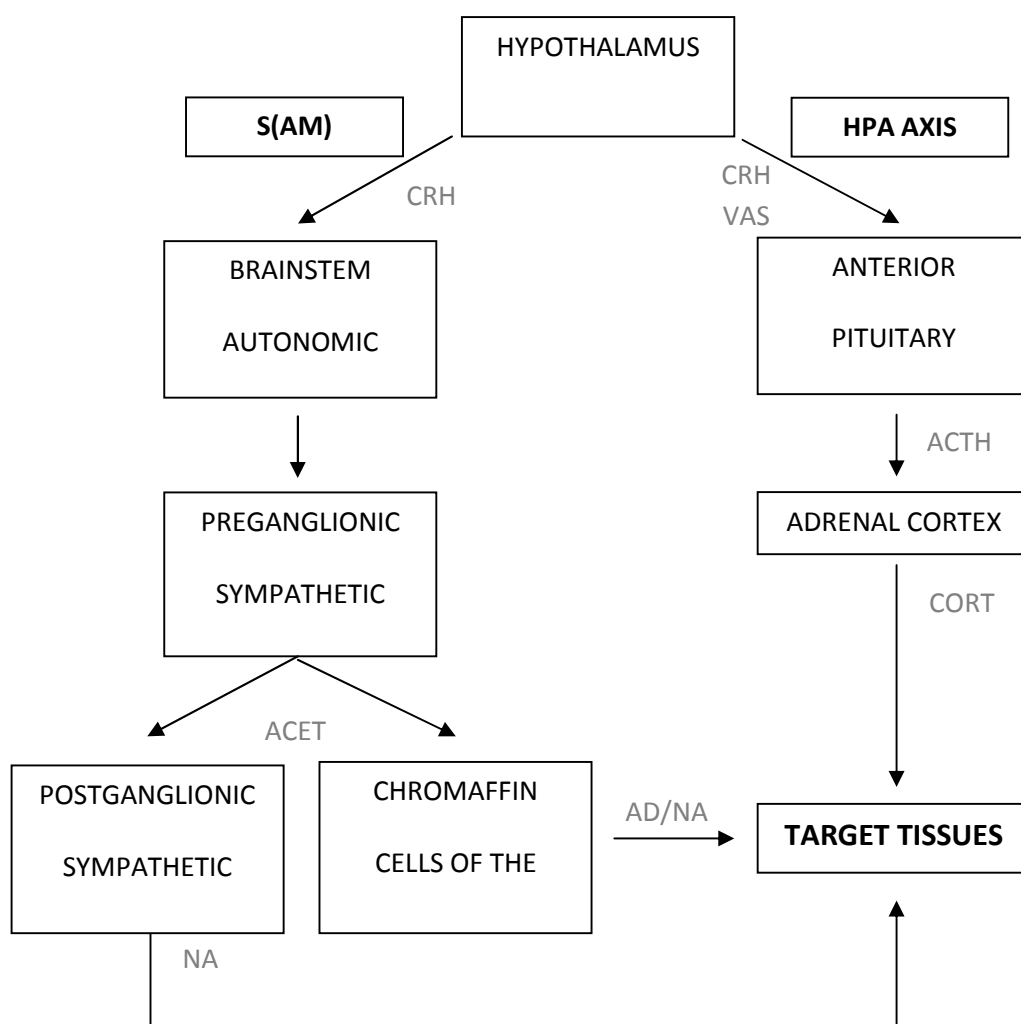 HYPOTHALAMUS
S(AM)
HPA AXIS
CRH
CRH
VAS
BRAINSTEM
AUTONOMIC
ANTERIOR
PITUITARY
ACTH
PREGANGLIONIC
SYMPATHETIC
ADRENAL CORTEX
CORT
ACET
POSTGANGLIONIC
SYMPATHETIC
CHROMAFFIN
CELLS OF THE
AD/NA
TARGET TISSUES
NA